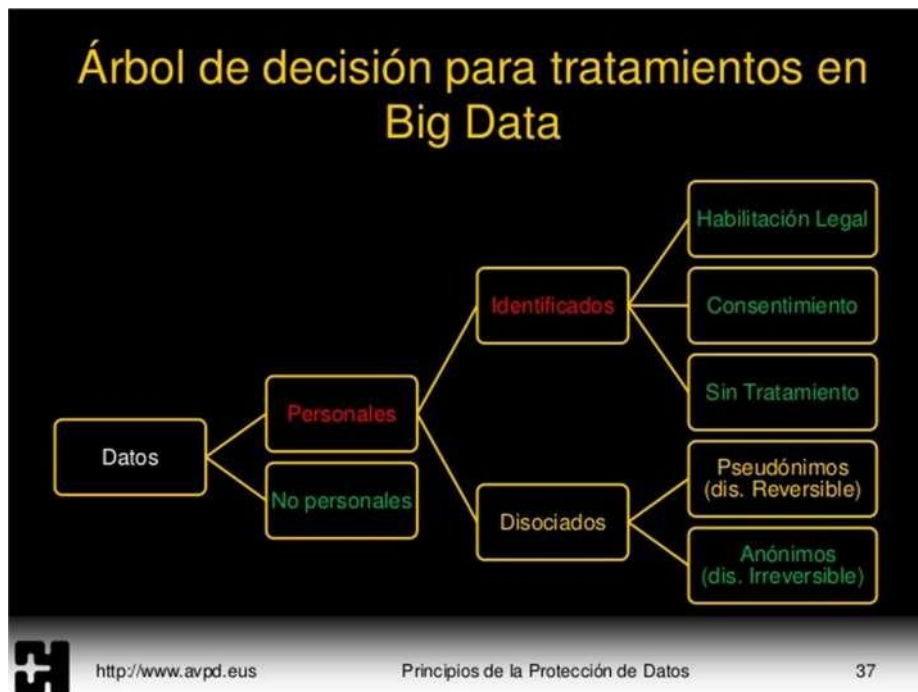 Árbol de decisión para tratamientos en
Big Data
Habilitación Legal
Identificados
Consentimiento
Sin Tratamiento
Personales
Datos
No personales
Pseudónimos
(dis. Reversible)
Disociados
Anónimos
(dis. Irreversible)
http://www.avpd.eus
Principios de la Protección de Datos
37